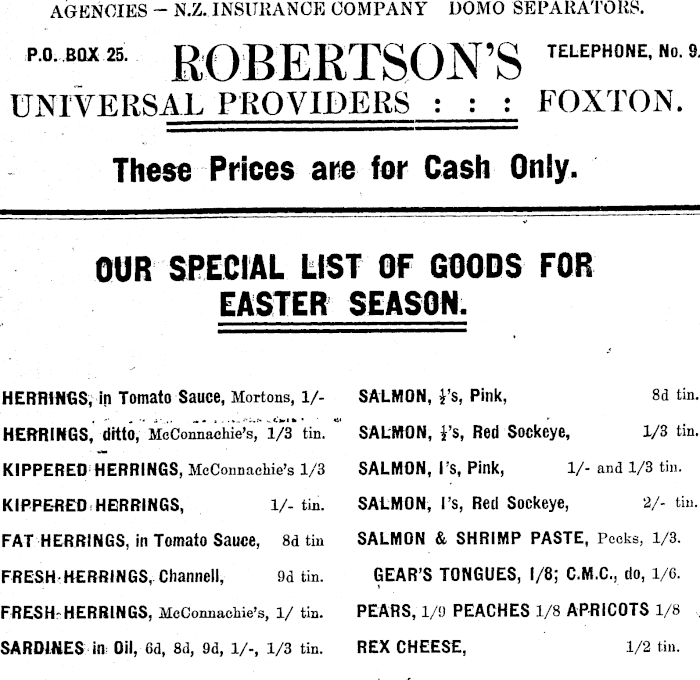 AGENCIES – N.Z. INSURANCE COMPANY DOMO SEPARATORS.
P.O. BOX 25. ROBERTSON'S TELEPHONE, No. 9.
UNIVERSAL PROVIDERS : : : FOXTON.
These Prices are for Cash Only.
OUR SPECIAL LIST OF GOODS FOR
EASTER SEASON.
HERRINGS, in Tomato Sauce, Mortons, 1/-
HERRINGS, ditto, McConnachie's, 1/3 tin.
KIPPERED HERRINGS, McConnachie's 1/3
KIPPERED HERRINGS, 1/- tin.
FAT HERRINGS, in Tomato Sauce, 8d tin
FRESH HERRINGS, Channell, 9d tin.
FRESH HERRINGS, McConnachie's, 1/ tin.
SARDINES in Oil, 6d, 8d, 9d, 1/-, 1/3 tin.
SALMON, ½'s, Pink, 8d tin.
SALMON, ½'s, Red Sockeye, 1/3 tin.
SALMON, 1's, Pink, 1/- and 1/3 tin.
SALMON, 1's, Red Sockeye, 2/- tin.
SALMON & SHRIMP PASTE, Pecks, 1/3.
GEAR'S TONGUES, 1/8; C.M.C., do, 1/6.
PEARS, 1/9 PEACHES 1/8 APRICOTS 1/8
REX CHEESE, 1/2 tin.